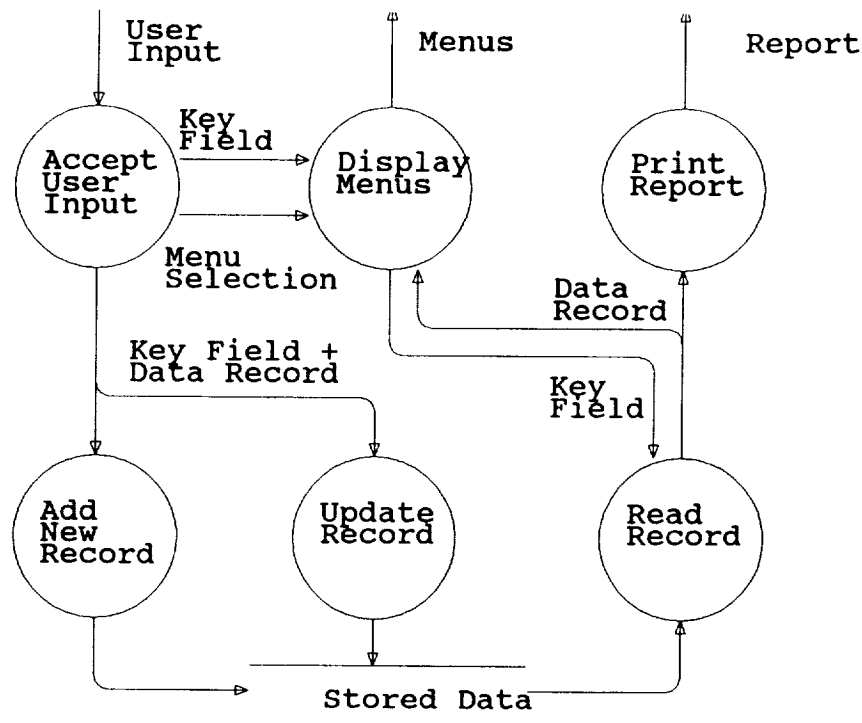 User
Input
Menus
Report
Key
Field
Accept
User
Input
Display
Menus
Print
Report
Menu
Selection
Data
Record
Key Field +
Data Record
Key
Field
Add
New
Record
Update
Record
Read
Record
Stored Data